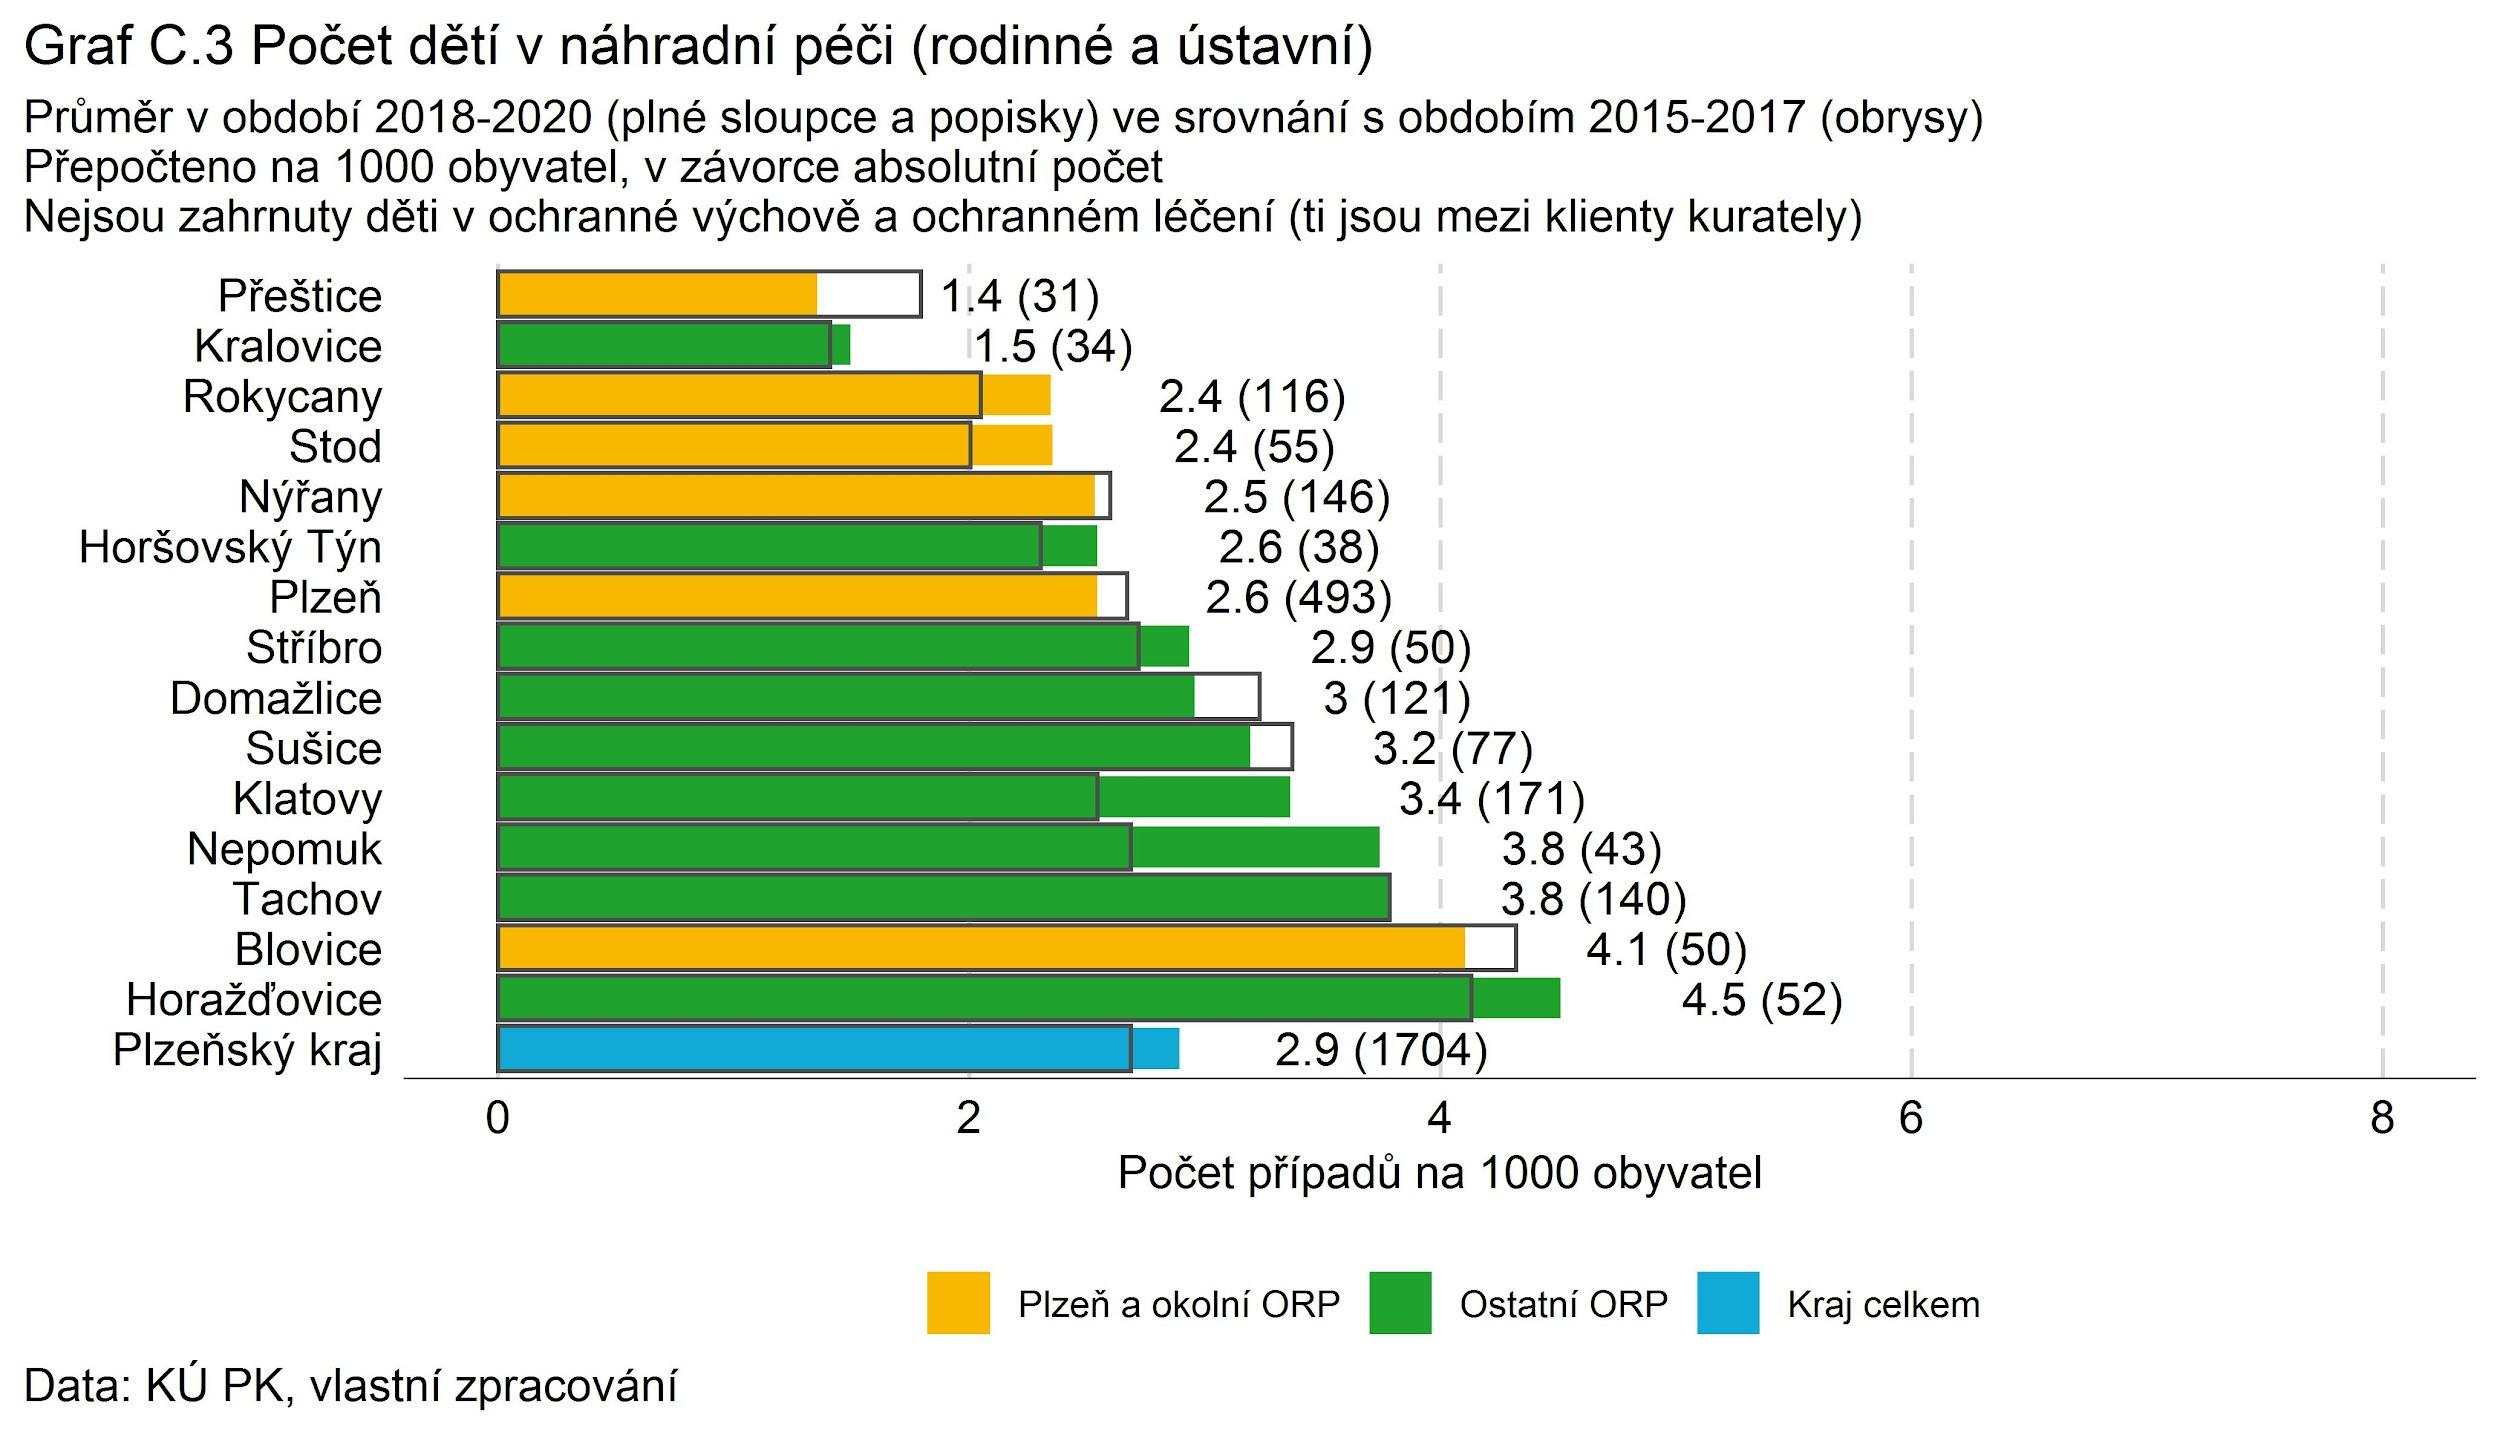 Graf C.3 Počet dětí v náhradní péči (rodinné a ústavní)
Průměr v období 2018-2020 (plné sloupce a popisky) ve srovnání s obdobím 2015-2017 (obrysy)
Přepočteno na 1000 obyvatel, v závorce absolutní počet
Nejsou zahrnuty děti v ochranné výchově a ochranném léčení (ti jsou mezi klienty kurately)
Přeštice 1.4 (31)
Kralovice 1.5 (34)
Rokycany 2.4 (116)
Stod 2.4 (55)
Nýřany 2.5 (146)
Horšovský Týn 2.6 (38)
Plzeň 2.6 (493)
Stříbro 2.9 (50)
Domažlice 3 (121)
Sušice 3.2 (77)
Klatovy 3.4 (171)
Nepomuk 3.8 (43)
Tachov 3.8 (140)
Blovice 4.1 (50)
Horažďovice 4.5 (52)
Plzeňský kraj 2.9 (1704)
0 2 4 6 8
Počet případů na 1000 obyvatel
Plzeň a okolní ORP Ostatní ORP Kraj celkem
Data: KÚ PK, vlastní zpracování